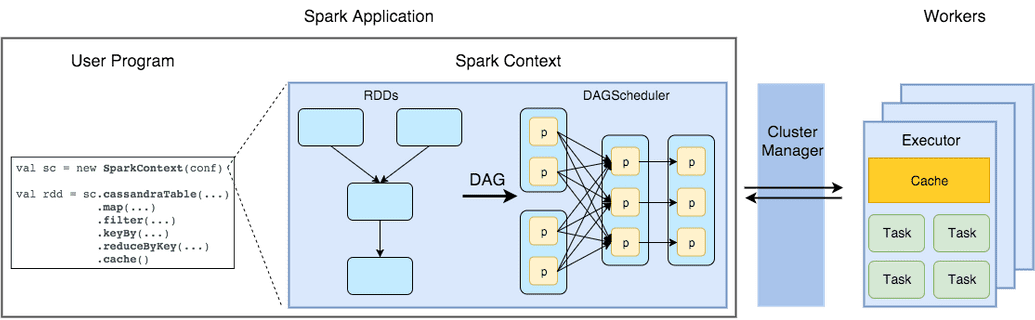 Spark Application
Workers
User Program
Spark Context
RDDs
DAGScheduler
val sc = new SparkContext(conf)
val rdd = sc.cassandraTable(...)
.map(...)
.filter(...)
.keyBy(...)
.reduceByKey(...)
.cache()
DAG
p
p
p
p
p
p
p
p
p
p
Cluster
Manager
Executor
Cache
Task
Task
Task
Task